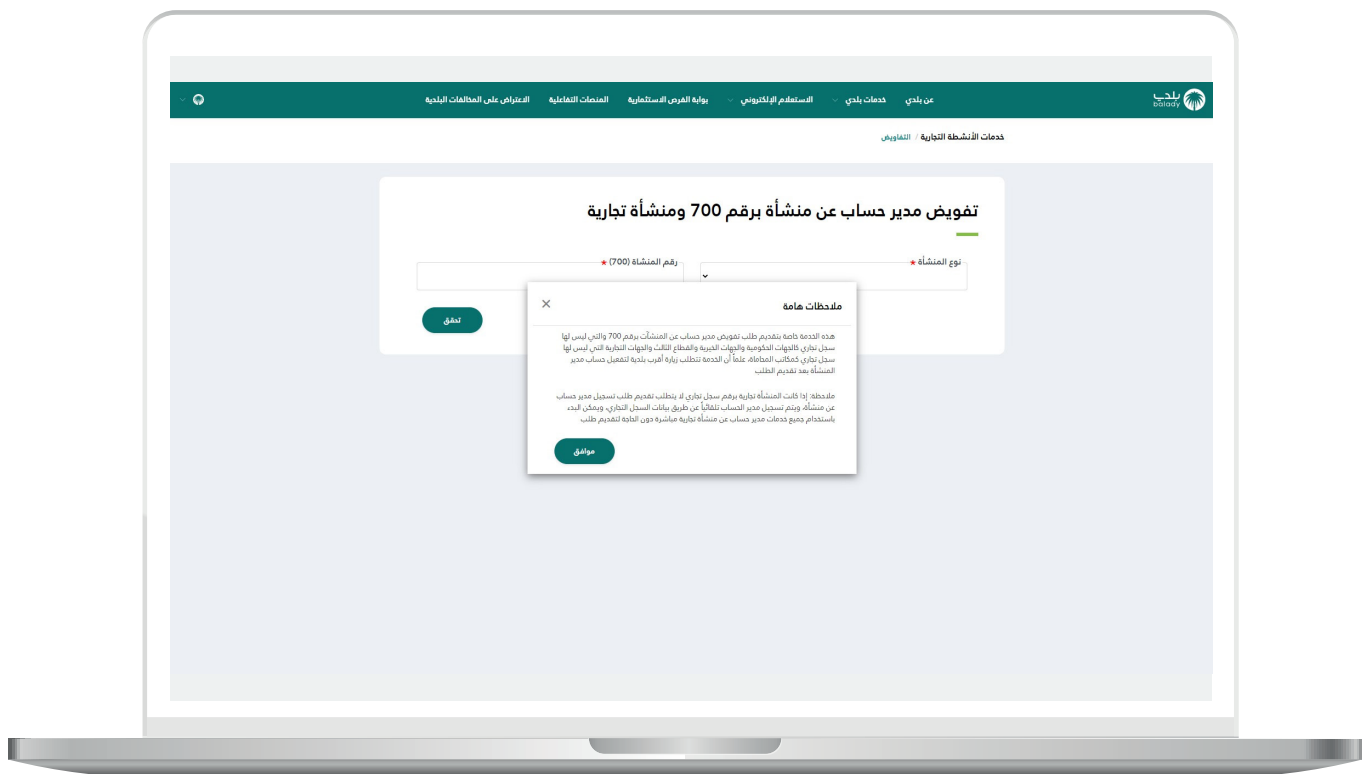 بلدي
balady
عن بلدي خدمات بلدي الاستعلام الإلكتروني بوابة الفرص الاستثمارية المنصات التفاعلية الاعتراض على المخالفات البلدية
خدمات الأنشطة التجارية / التفاويض
تفويض مدير حساب عن منشأة برقم 700 ومنشأة تجارية
نوع المنشأة * رقم المنشاة (700) *
تحقق
ملاحظات هامة ×
هذه الخدمة خاصة بتقديم طلب تفويض مدير حساب عن المنشآت برقم 700 والتي ليس لها
سجل تجاري كالجهات الحكومية والجهات الخيرية والقطاع الثالث والجهات التجارية التي ليس لها
سجل تجاري كمكاتب المحاماة، علماً أن الخدمة تتطلب زيارة أقرب بلدية لتفعيل حساب مدير
المنشأة بعد تقديم الطلب
ملاحظة: إذا كانت المنشأة تجارية برقم سجل تجاري لا يتطلب تقديم طلب تسجيل مدير حساب
عن منشأة، ويتم تسجيل مدير الحساب تلقائياً عن طريق بيانات السجل التجاري، ويمكن البدء
باستخدام جميع خدمات مدير حساب عن منشأة تجارية مباشرة دون الحاجة لتقديم طلب
موافق